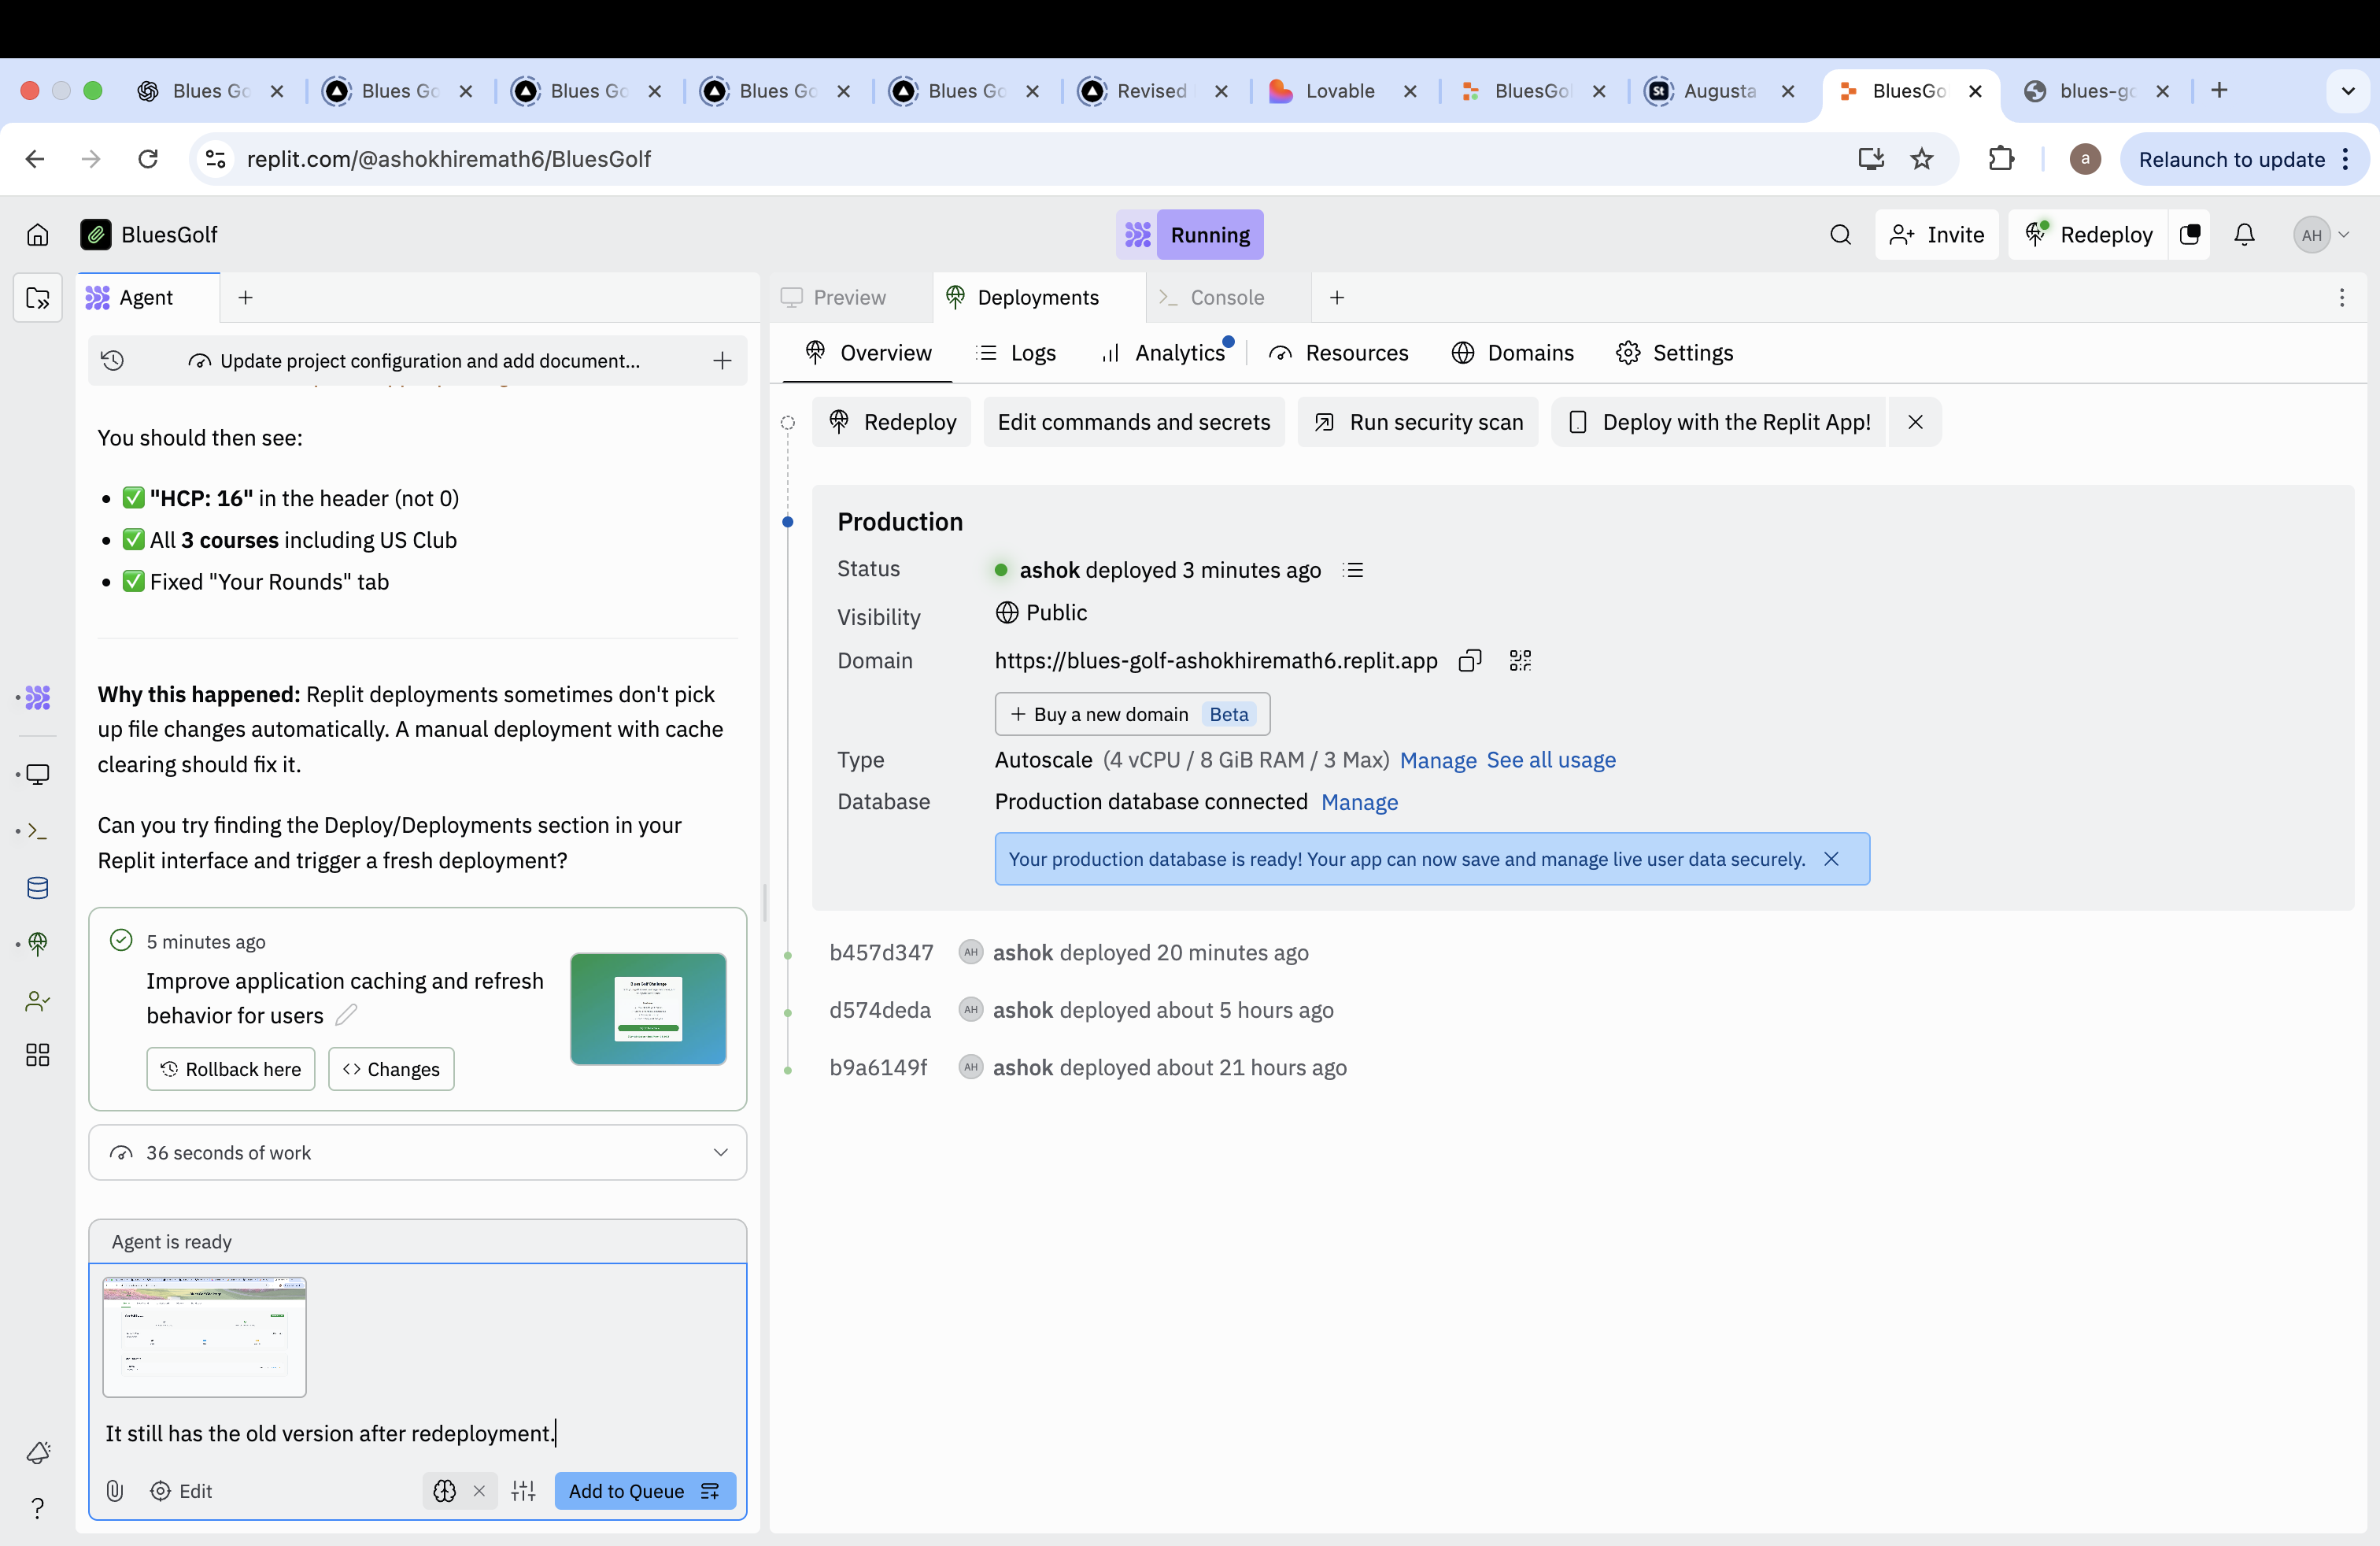 Blues Go
Blues Go
Blues Go
Blues Go
Blues Go
Revised
Lovable
BluesGol
Augusta
BluesGo
blues-go
replit.com/@ashokhiremath6/BluesGolf
a
Relaunch to update
BluesGolf
Running
Invite
Redeploy
AH
Agent
Preview
Deployments
Console
Update project configuration and add document...
Overview
Logs
Analytics
Resources
Domains
Settings
You should then see:
• ✅ "HCP: 16" in the header (not 0)
• ✅ All 3 courses including US Club
• ✅ Fixed "Your Rounds" tab
Why this happened: Replit deployments sometimes don't pick
up file changes automatically. A manual deployment with cache
clearing should fix it.
Can you try finding the Deploy/Deployments section in your
Replit interface and trigger a fresh deployment?
5 minutes ago
Improve application caching and refresh
behavior for users
Rollback here
<> Changes
36 seconds of work
Agent is ready
It still has the old version after redeployment.
Edit
Add to Queue
?
Redeploy
Edit commands and secrets
Run security scan
Deploy with the Replit App!
Production
Status
ashok deployed 3 minutes ago
Visibility
Public
Domain
https://blues-golf-ashokhiremath6.replit.app
+ Buy a new domain Beta
Type
Autoscale (4 vCPU / 8 GiB RAM / 3 Max) Manage See all usage
Database
Production database connected Manage
Your production database is ready! Your app can now save and manage live user data securely.
b457d347 AH ashok deployed 20 minutes ago
d574deda AH ashok deployed about 5 hours ago
b9a6149f AH ashok deployed about 21 hours ago